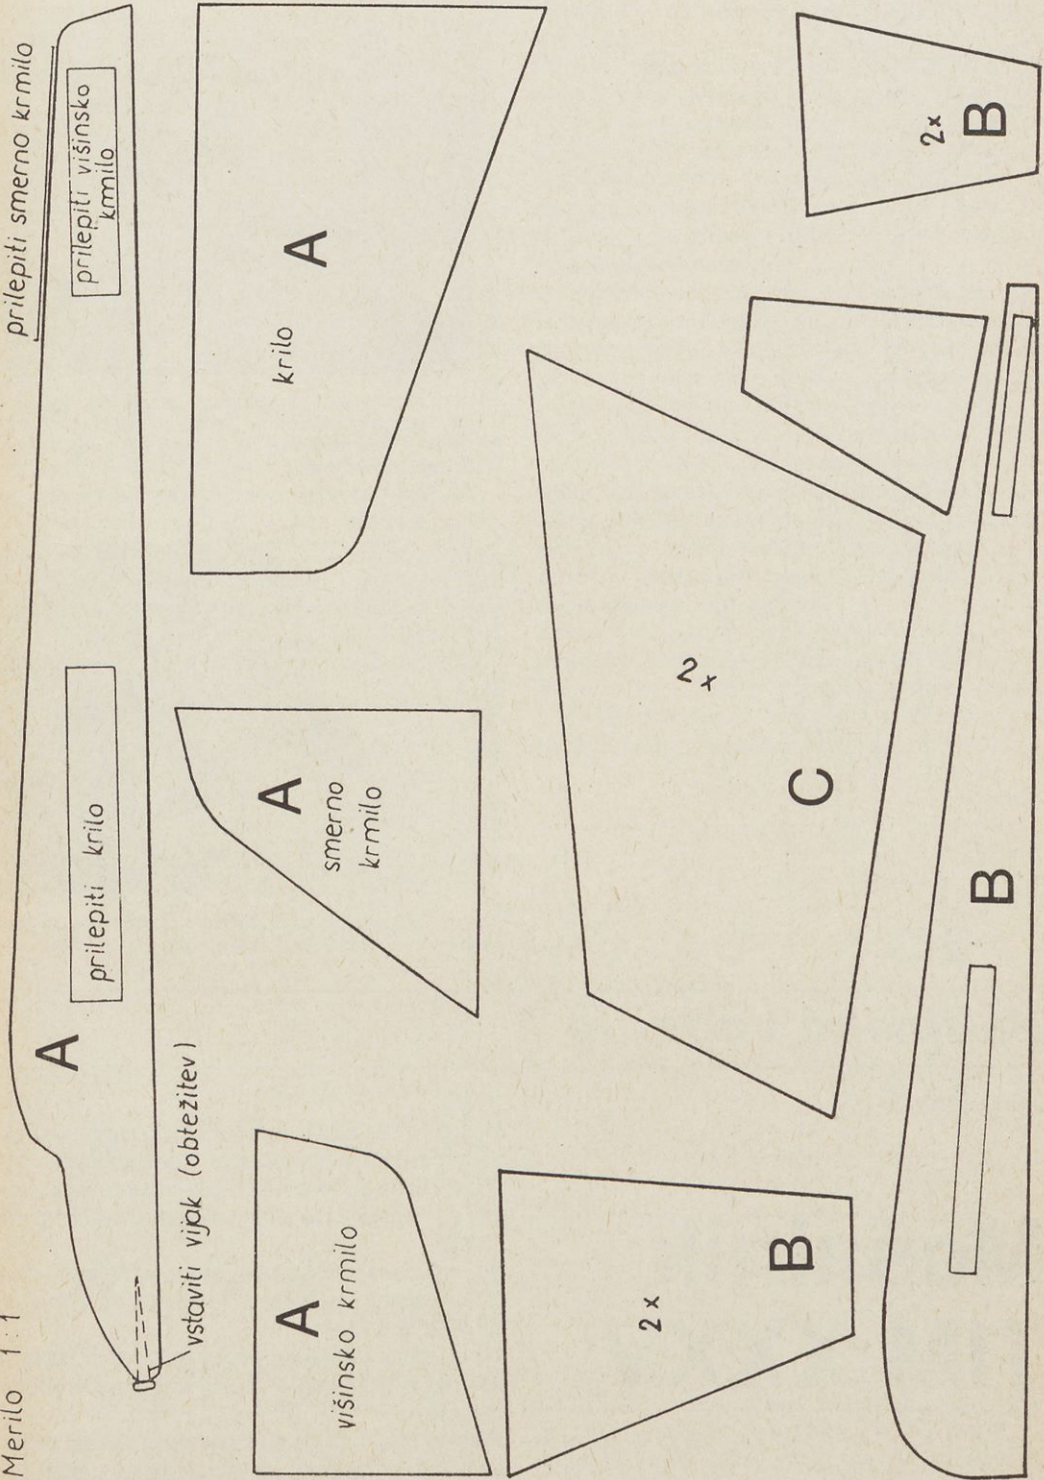 Merilo 1:1
prilepiti smerno krmilo
prilepiti višinsko
krmilo
prilepiti krilo
A
vstaviti vijak (obtežitev)
krilo
A
A
smerno
krmilo
A
višinsko krmilo
2x
B
2x
C
2x
B
B